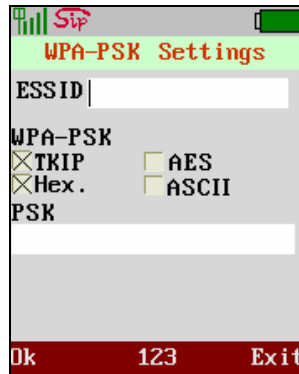 Sip
WPA-PSK Settings
ESSID
WPA-PSK
TKIP AES
Hex. ASCII
PSK
Ok 123 Exit